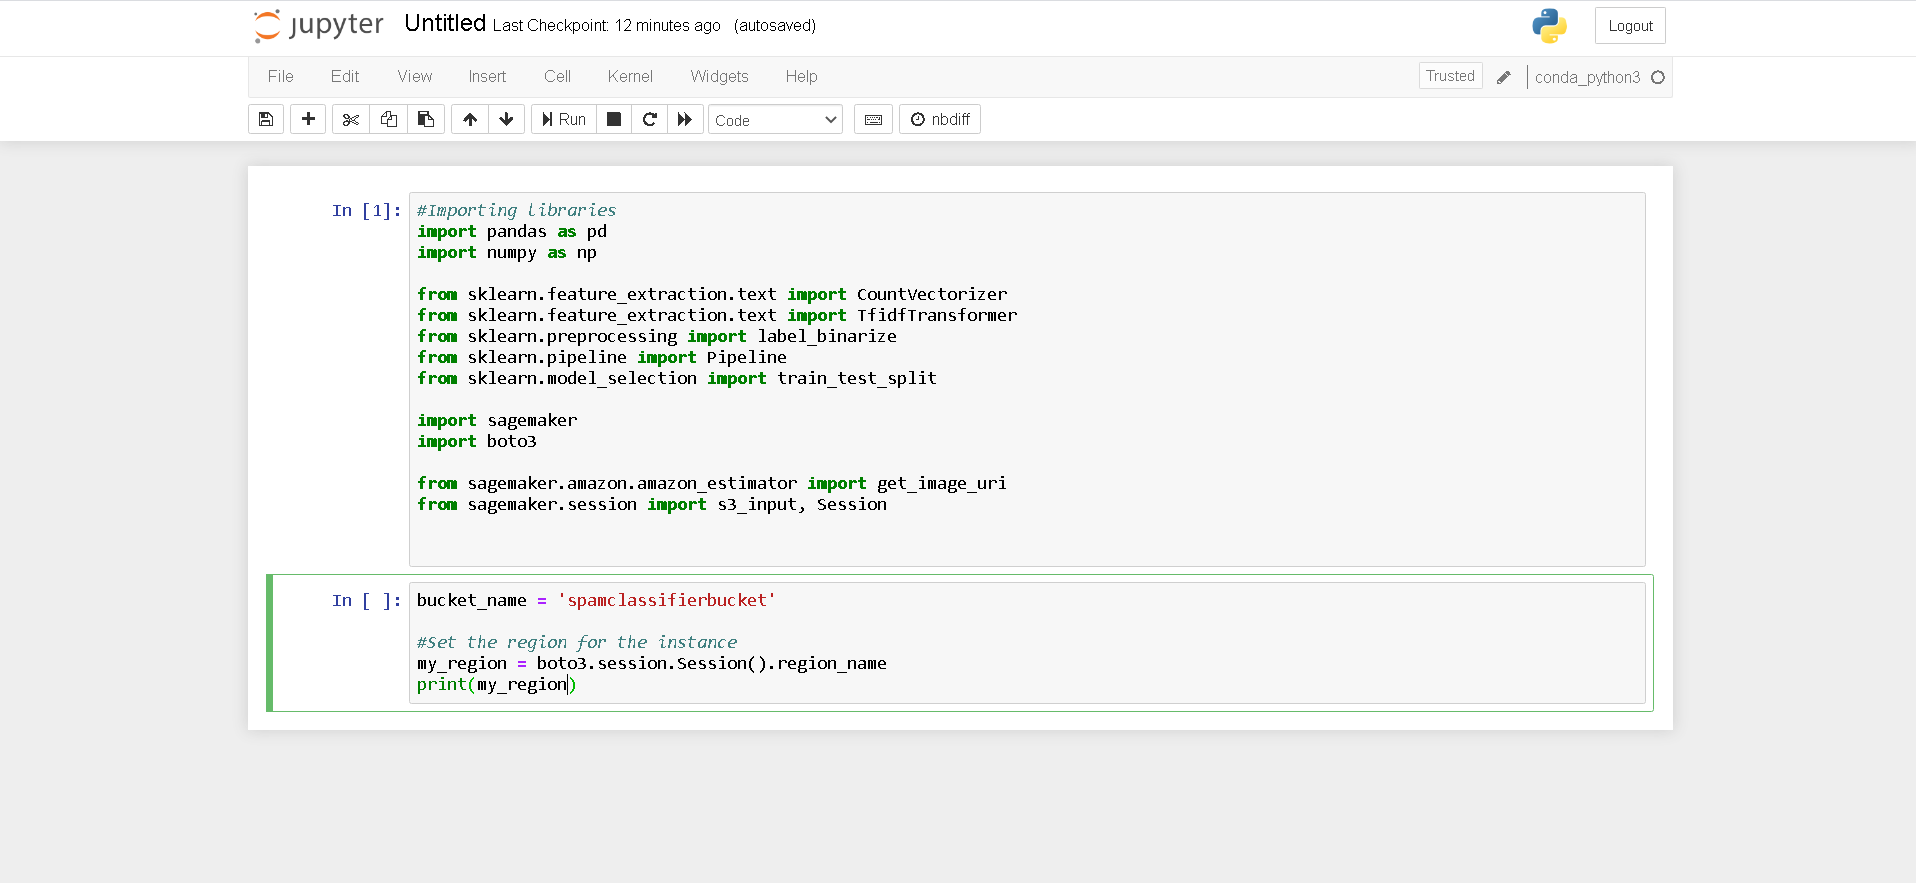 jupyter Untitled Last Checkpoint: 12 minutes ago (autosaved) Logout
File Edit View Insert Cell Kernel Widgets Help Trusted conda_python3
Run Code nbdiff
In [1]: #Importing libraries
import pandas as pd
import numpy as np
from sklearn.feature_extraction.text import CountVectorizer
from sklearn.feature_extraction.text import TfidfTransformer
from sklearn.preprocessing import label_binarize
from sklearn.pipeline import Pipeline
from sklearn.model_selection import train_test_split
import sagemaker
import boto3
from sagemaker.amazon.amazon_estimator import get_image_uri
from sagemaker.session import s3_input, Session
In [ ]: bucket_name = 'spamclassifierbucket'
#Set the region for the instance
my_region = boto3.session.Session().region_name
print(my_region)